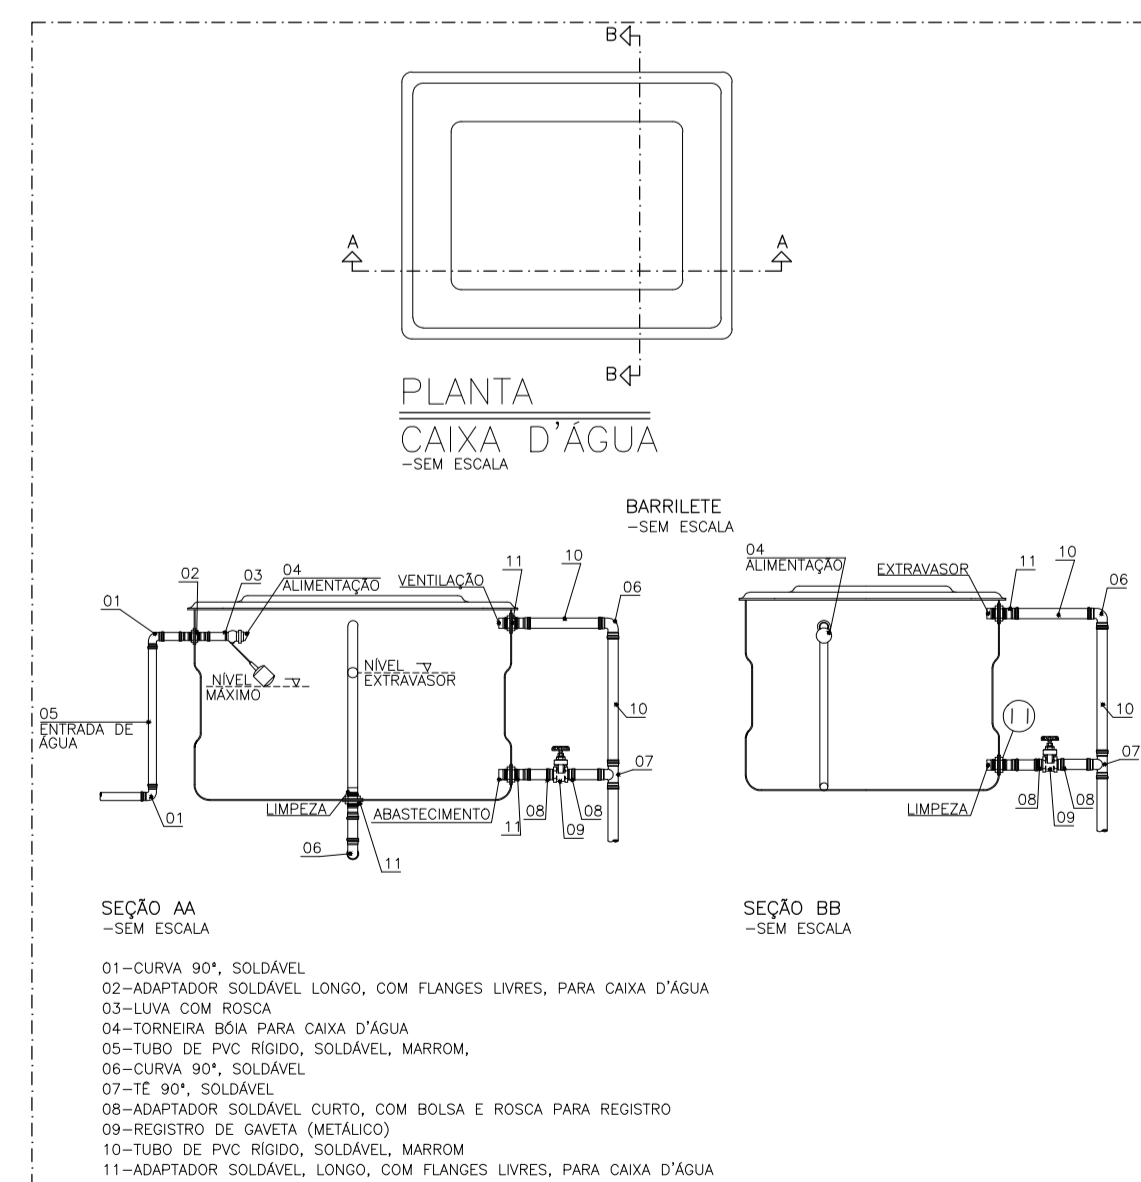 B
A
A
B
PLANTA
CAIXA D'ÁGUA
-SEM ESCALA
BARRILETE
-SEM ESCALA
01
02
03
04
ALIMENTAÇÃO
VENTILAÇÃO
11
10
06
NÍVEL
EXTRAVASOR
NÍVEL
MÁXIMO
05
ENTRADA DE
ÁGUA
10
07
01
LIMPEZA
ABASTECIMENTO
11
08
08
09
06
11
04
ALIMENTAÇÃO
EXTRAVASOR
11
10
06
11
10
07
LIMPEZA
08
08
09
SEÇÃO AA
-SEM ESCALA
SEÇÃO BB
-SEM ESCALA
01-CURVA 90°, SOLDÁVEL
02-ADAPTADOR SOLDÁVEL LONGO, COM FLANGES LIVRES, PARA CAIXA D'ÁGUA
03-LUVA COM ROSCA
04-TORNEIRA BÓIA PARA CAIXA D'ÁGUA
05-TUBO DE PVC RÍGIDO, SOLDÁVEL, MARROM,
06-CURVA 90°, SOLDÁVEL
07-TÊ 90°, SOLDÁVEL
08-ADAPTADOR SOLDÁVEL CURTO, COM BOLSA E ROSCA PARA REGISTRO
09-REGISTRO DE GAVETA (METÁLICO)
10-TUBO DE PVC RÍGIDO, SOLDÁVEL, MARROM
11-ADAPTADOR SOLDÁVEL, LONGO, COM FLANGES LIVRES, PARA CAIXA D'ÁGUA